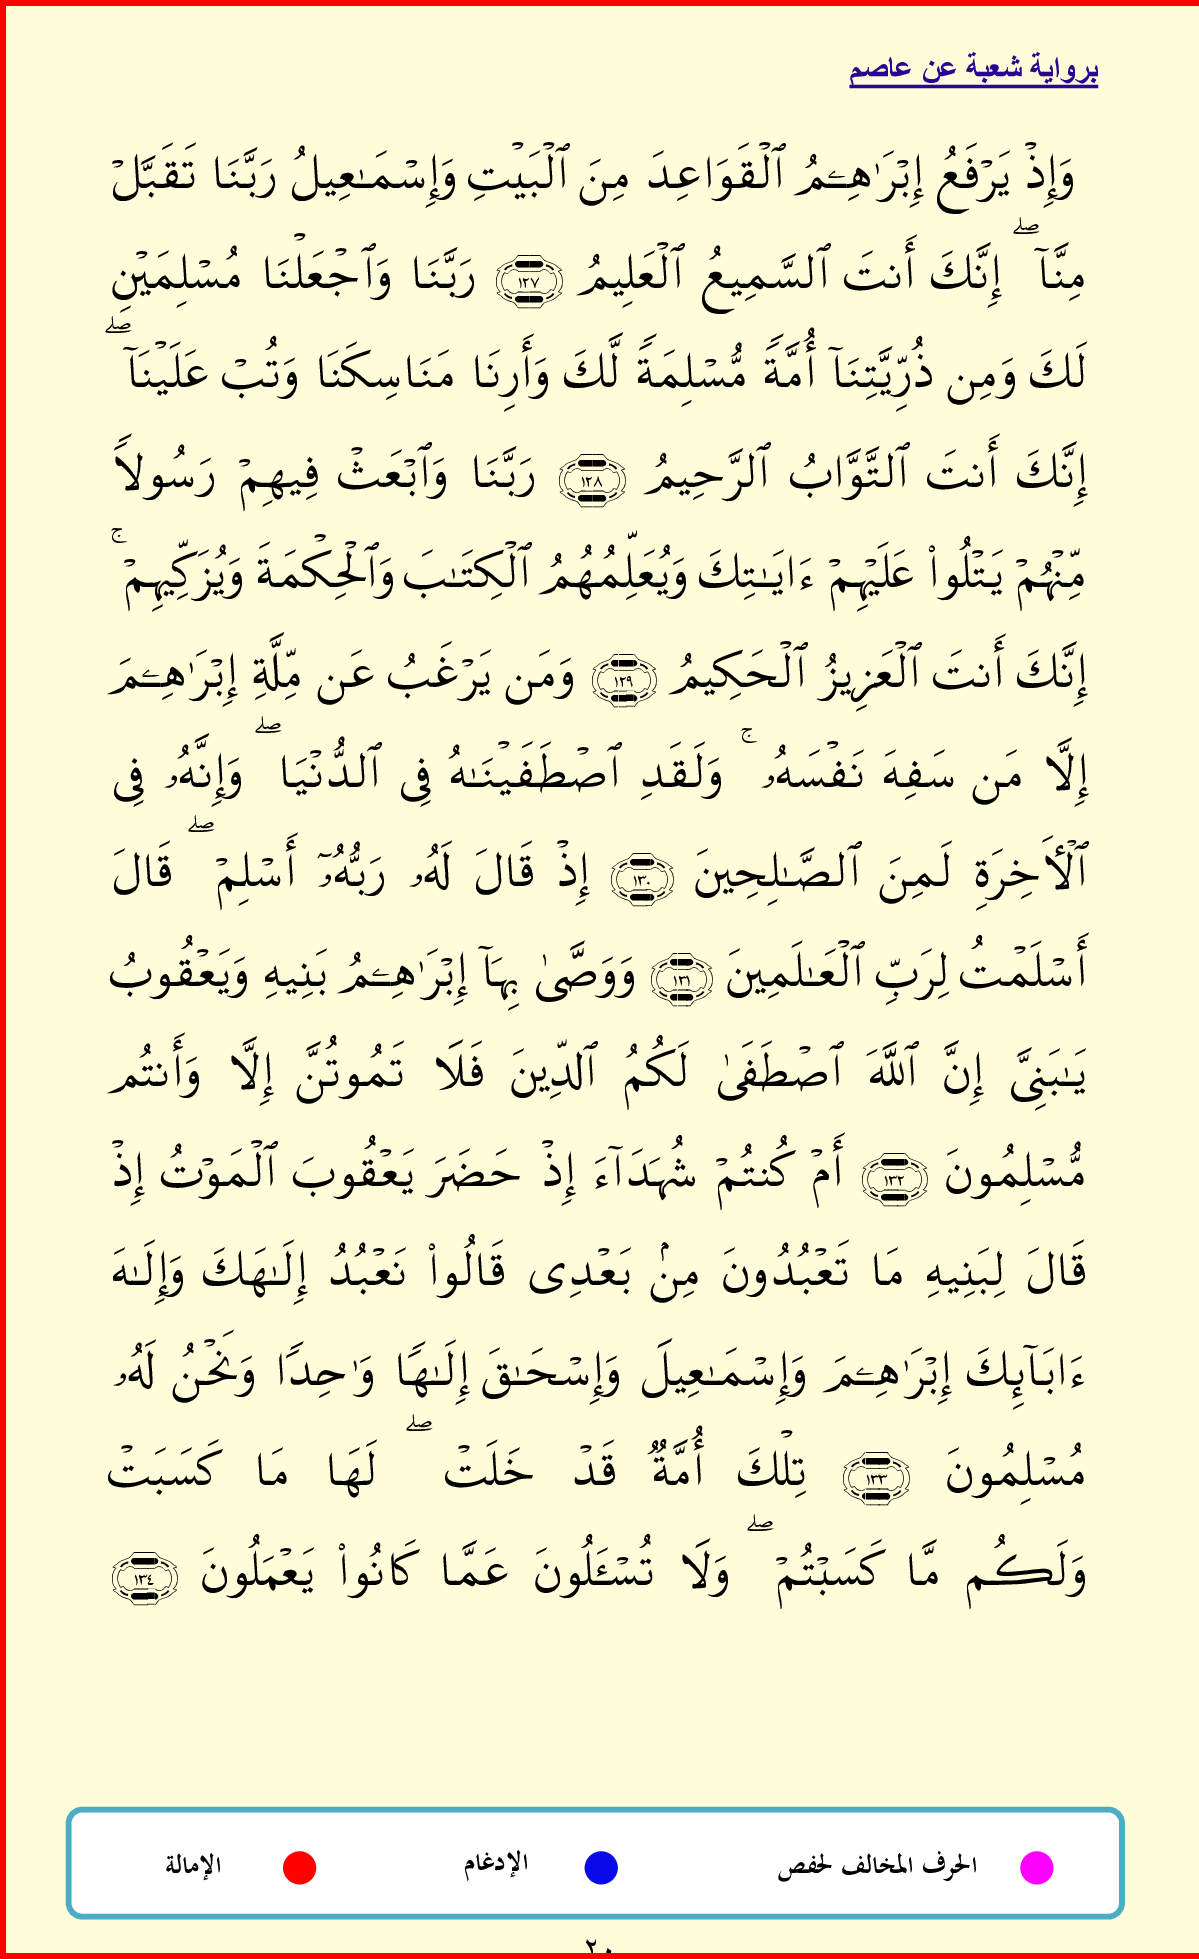 برواية شعبة عن عاصم
وَإِذۡ يَرۡفَعُ إِبۡرَٰهِـۧمُ ٱلۡقَوَاعِدَ مِنَ ٱلۡبَيۡتِ وَإِسۡمَـٰعِيلُ رَبَّنَا تَقَبَّلۡ
مِنَّآۖ إِنَّكَ أَنتَ ٱلسَّمِيعُ ٱلۡعَلِيمُ ١٢٧ رَبَّنَا وَٱجۡعَلۡنَا مُسۡلِمَيۡنِ
لَكَ وَمِن ذُرِّيَّتِنَآ أُمَّةً مُّسۡلِمَةً لَّكَ وَأَرِنَا مَنَاسِكَنَا وَتُبۡ عَلَيۡنَآۖ
إِنَّكَ أَنتَ ٱلتَّوَّابُ ٱلرَّحِيمُ ١٢٨ رَبَّنَا وَٱبۡعَثۡ فِيهِمۡ رَسُولاً
مِّنۡهُمۡ يَتۡلُواْ عَلَيۡهِمۡ ءَايَـٰتِكَ وَيُعَلِّمُهُمُ ٱلۡكِتَـٰبَ وَٱلۡحِكۡمَةَ وَيُزَكِّيهِمۡۚ
إِنَّكَ أَنتَ ٱلۡعَزِيزُ ٱلۡحَكِيمُ ١٢٩ وَمَن يَرۡغَبُ عَن مِّلَّةِ إِبۡرَٰهِـۧمَ
إِلَّا مَن سَفِهَ نَفۡسَهُۥۚ وَلَقَدِ ٱصۡطَفَيۡنَـٰهُ فِى ٱلدُّنۡيَاۖ وَإِنَّهُۥ فِى
ٱلۡأَخِرَةِ لَمِنَ ٱلصَّـٰلِحِينَ ١٣٠ إِذۡ قَالَ لَهُۥ رَبُّهُۥٓ أَسۡلِمۡۖ قَالَ
أَسۡلَمۡتُ لِرَبِّ ٱلۡعَـٰلَمِينَ ١٣١ وَوَصَّىٰ بِهَآ إِبۡرَٰهِـۧمُ بَنِيهِ وَيَعۡقُوبُ
يَـٰبَنِىَّ إِنَّ ٱللَّهَ ٱصۡطَفَىٰ لَكُمُ ٱلدِّينَ فَلَا تَمُوتُنَّ إِلَّا وَأَنتُم
مُّسۡلِمُونَ ١٣٢ أَمۡ كُنتُمۡ شُهَدَآءَ إِذۡ حَضَرَ يَعۡقُوبَ ٱلۡمَوۡتُ إِذۡ
قَالَ لِبَنِيهِ مَا تَعۡبُدُونَ مِنۢ بَعۡدِى قَالُواْ نَعۡبُدُ إِلَـٰهَكَ وَإِلَـٰهَ
ءَابَآئِكَ إِبۡرَٰهِـۧمَ وَإِسۡمَـٰعِيلَ وَإِسۡحَـٰقَ إِلَـٰهًا وَٰحِدًا وَنَحۡنُ لَهُۥ
مُسۡلِمُونَ ١٣٣ تِلۡكَ أُمَّةٌ قَدۡ خَلَتۡۖ لَهَا مَا كَسَبَتۡ
وَلَكُم مَّا كَسَبۡتُمۡۖ وَلَا تُسۡـَٔلُونَ عَمَّا كَانُواْ يَعۡمَلُونَ ١٣٤
الحرف المخالف لحفص الإدغام الإمالة
٢٠